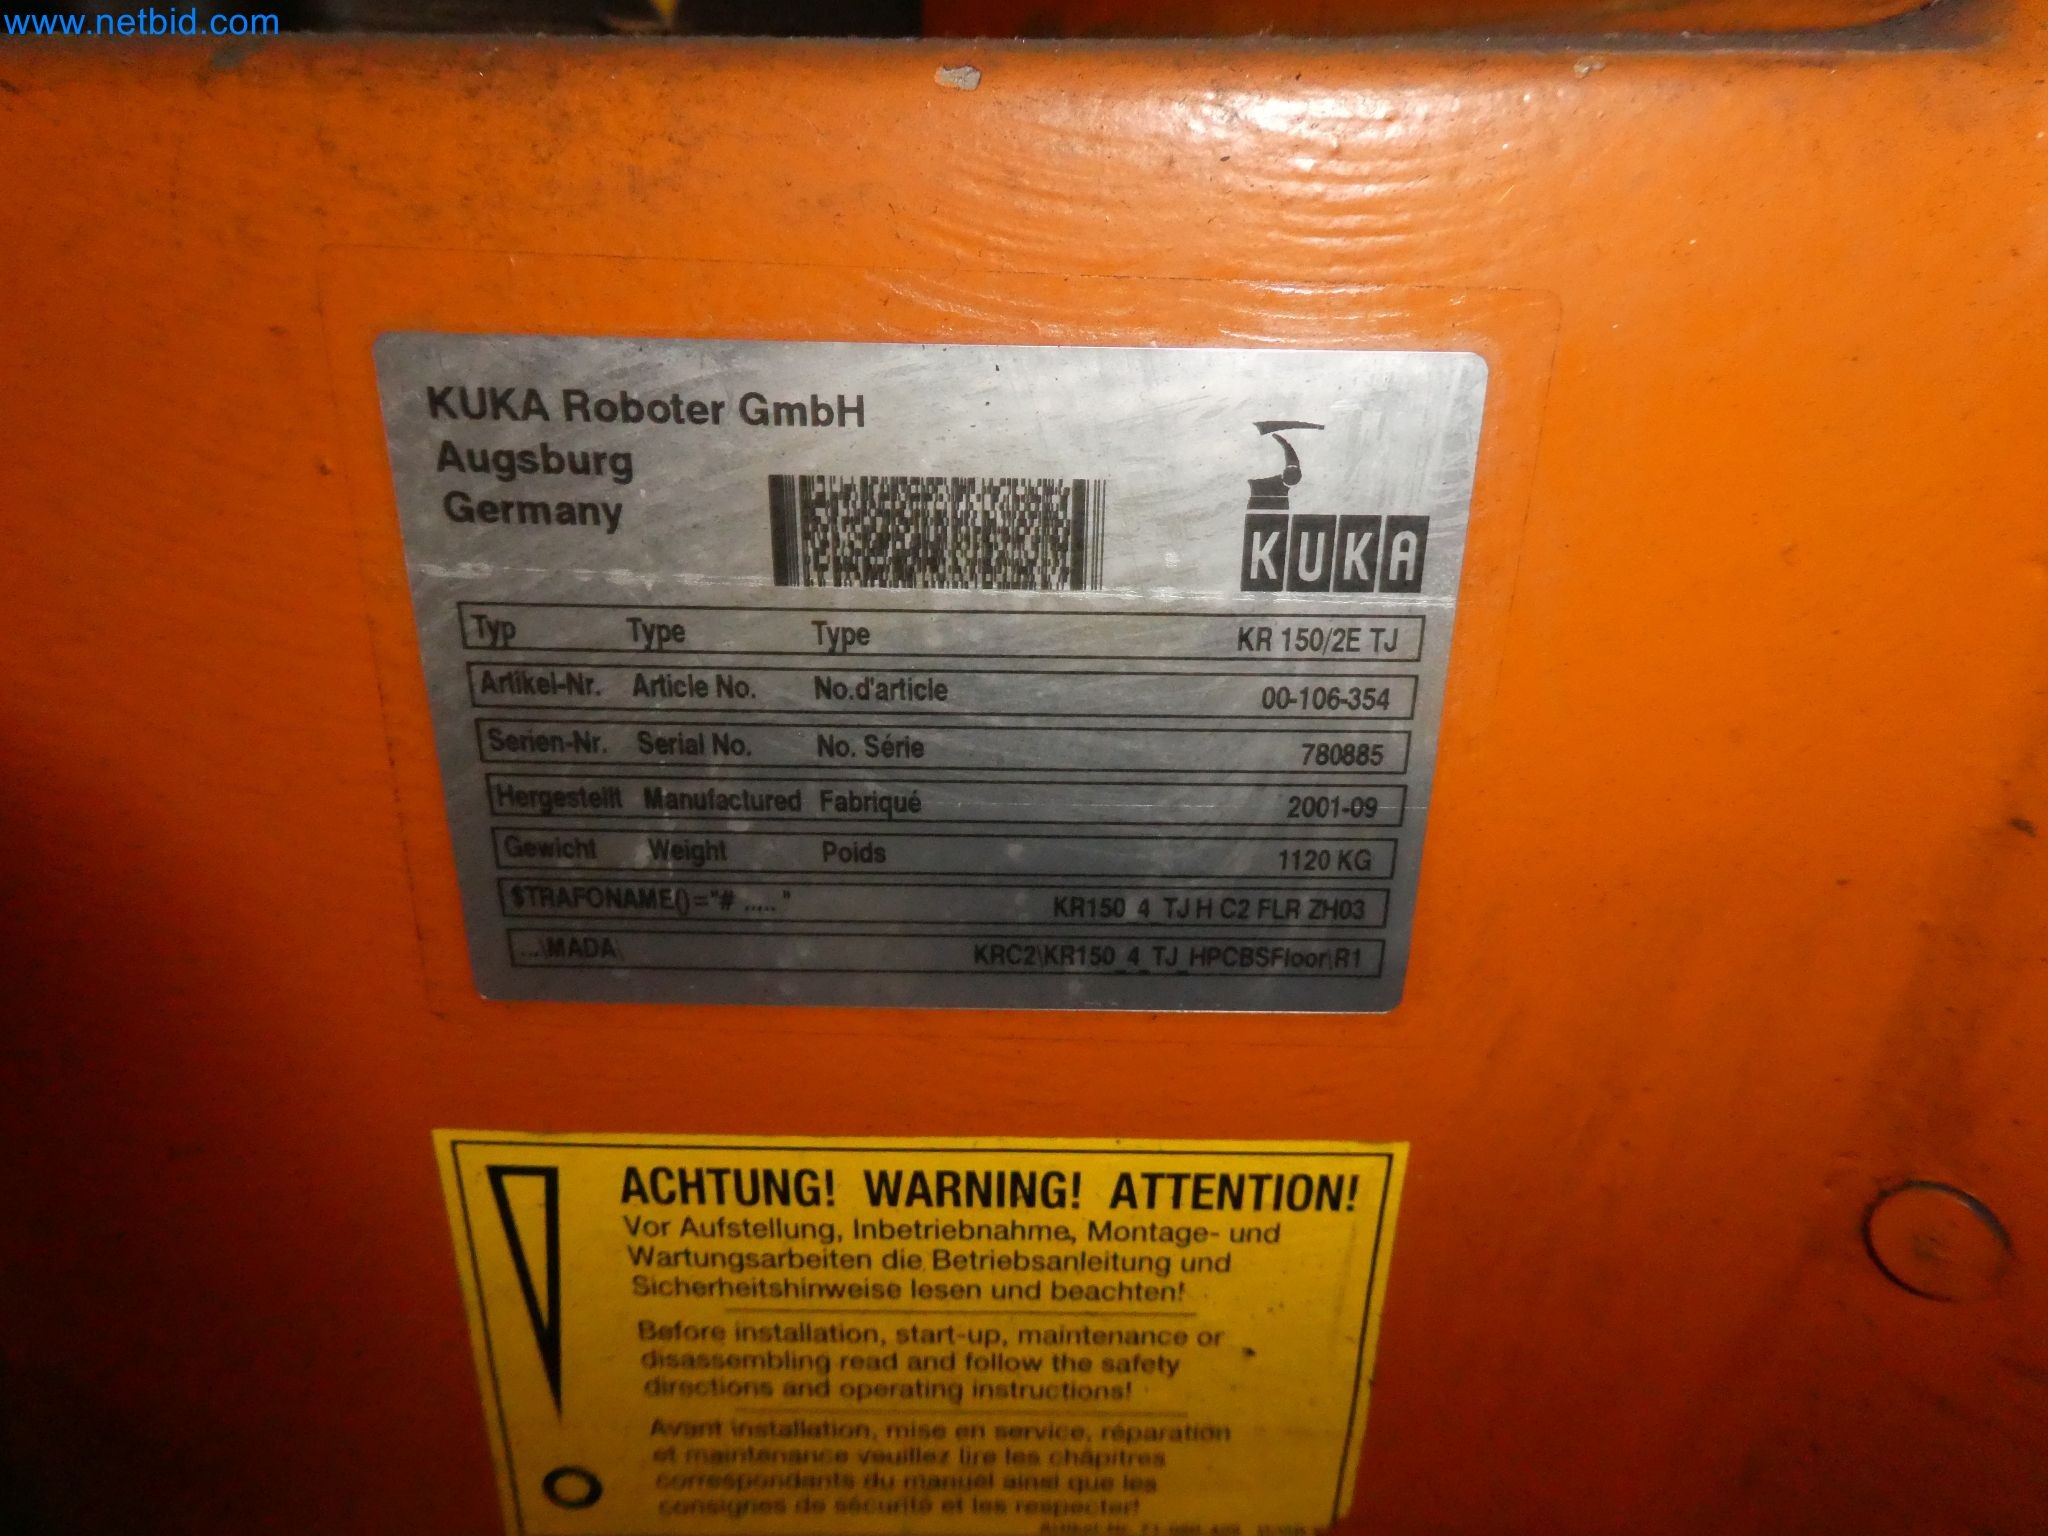 www.netbid.com
KUKA Roboter GmbH
Augsburg
Germany
KUKA
Typ Type Type KR 150/2E TJ
Artikel-Nr. Article No. No.d'article 00-106-354
Serien-Nr. Serial No. No. Série 780885
Hergestellt Manufactured Fabriqué 2001-09
Gewicht Weight Poids 1120 KG
$TRAFONAME()="# ..... " KR150_4_TJ H C2 FLR ZH03
...\MADA\ KRC2\KR150_4_TJ_HPCBSFloor\R1
ACHTUNG! WARNING! ATTENTION!
Vor Aufstellung, Inbetriebnahme, Montage- und
Wartungsarbeiten die Betriebsanleitung und
Sicherheitshinweise lesen und beachten!
Before installation, start-up, maintenance or
disassembling read and follow the safety
directions and operating instructions!
Avant installation, mise en service, réparation
et maintenance veuillez lire les chápitres
correspondants du manuel ainsi que les
consignes de sécurité et les respecter!